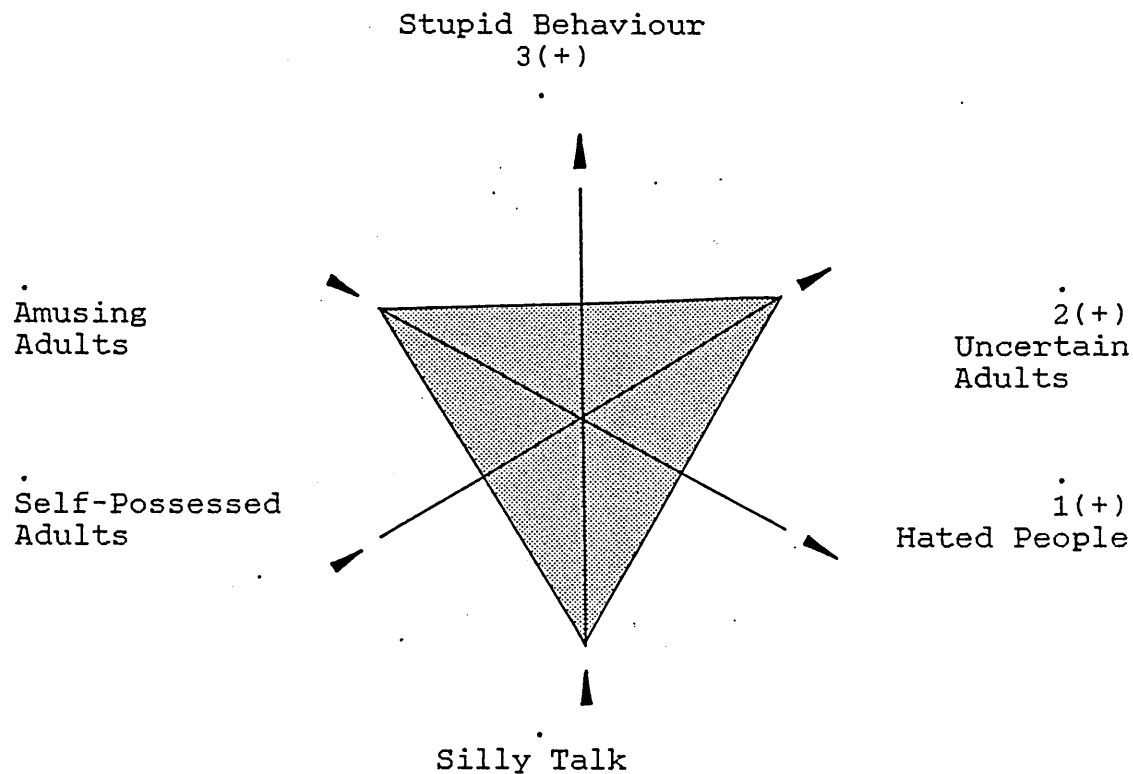 Stupid Behaviour
3(+)
Amusing
Adults
2(+)
Uncertain
Adults
Self-Possessed
Adults
1(+)
Hated People
Silly Talk